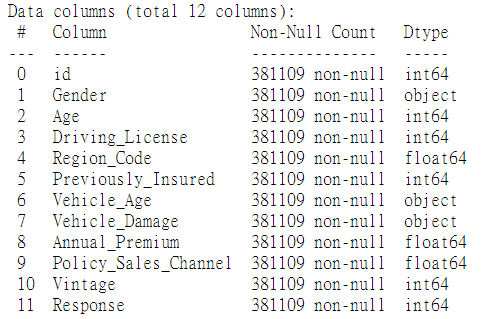 Data columns (total 12 columns):
 #   Column                Non-Null Count   Dtype
---  ------                --------------   -----
 0   id                    381109 non-null  int64
 1   Gender                381109 non-null  object
 2   Age                   381109 non-null  int64
 3   Driving_License       381109 non-null  int64
 4   Region_Code           381109 non-null  float64
 5   Previously_Insured    381109 non-null  int64
 6   Vehicle_Age           381109 non-null  object
 7   Vehicle_Damage        381109 non-null  object
 8   Annual_Premium        381109 non-null  float64
 9   Policy_Sales_Channel  381109 non-null  float64
 10  Vintage               381109 non-null  int64
 11  Response              381109 non-null  int64